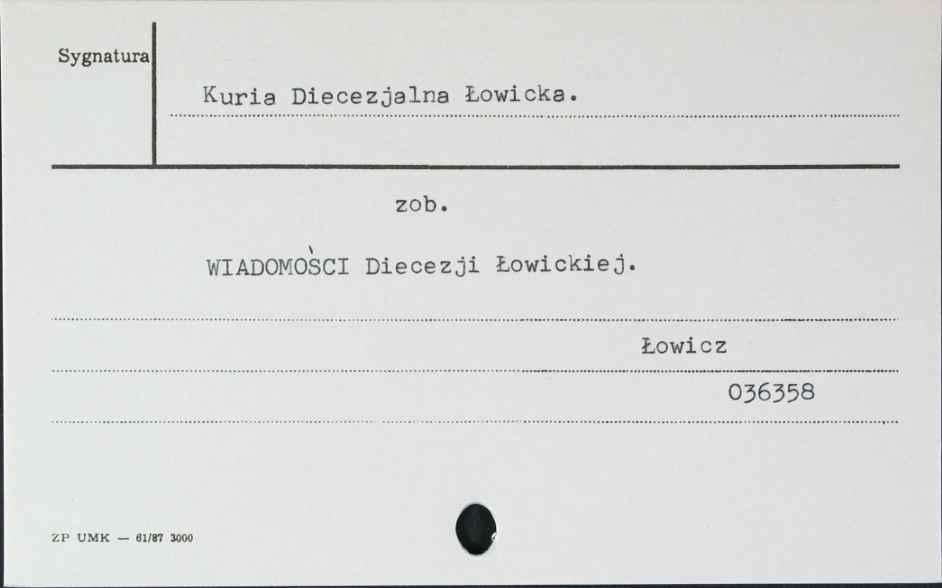 Sygnatura
Kuria Diecezjalna Łowicka.
zob.
WIADOMOŚCI Diecezji Łowickiej.
Łowicz
036358
ZP UMK — 61/87 3000